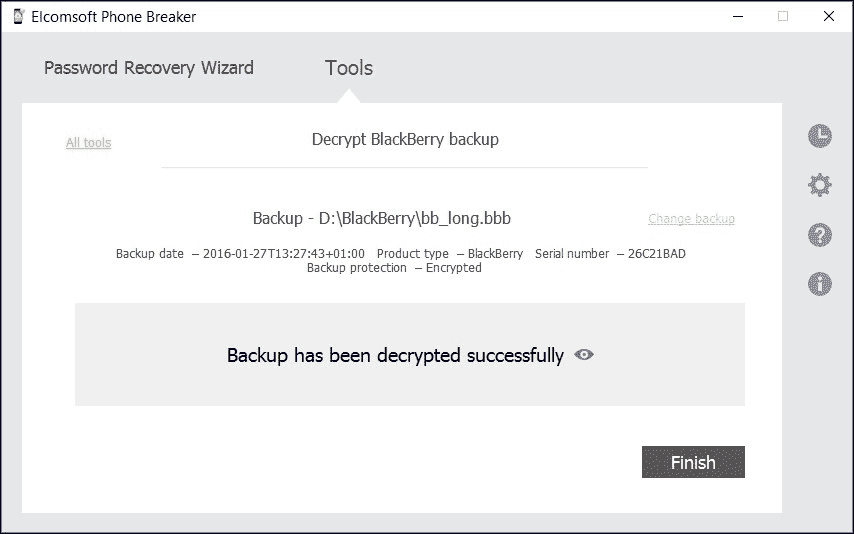 Elcomsoft Phone Breaker
Password Recovery Wizard Tools
All tools
Decrypt BlackBerry backup
Backup - D:\BlackBerry\bb_long.bbb
Change backup
Backup date – 2016-01-27T13:27:43+01:00 Product type – BlackBerry Serial number – 26C21BAD
Backup protection – Encrypted
Backup has been decrypted successfully
Finish